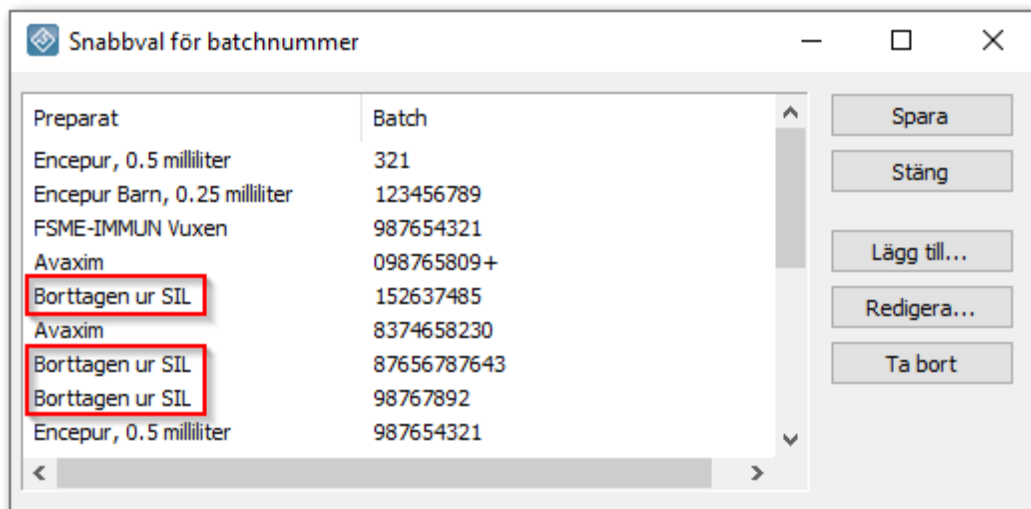 Snabbval för batchnummer
Preparat Batch
Encepur, 0.5 milliliter 321
Encepur Barn, 0.25 milliliter 123456789
FSME-IMMUN Vuxen 987654321
Avaxim 098765809+
Borttagen ur SIL 152637485
Avaxim 8374658230
Borttagen ur SIL 87656787643
Borttagen ur SIL 98767892
Encepur, 0.5 milliliter 987654321
Spara
Stäng
Lägg till...
Redigera...
Ta bort